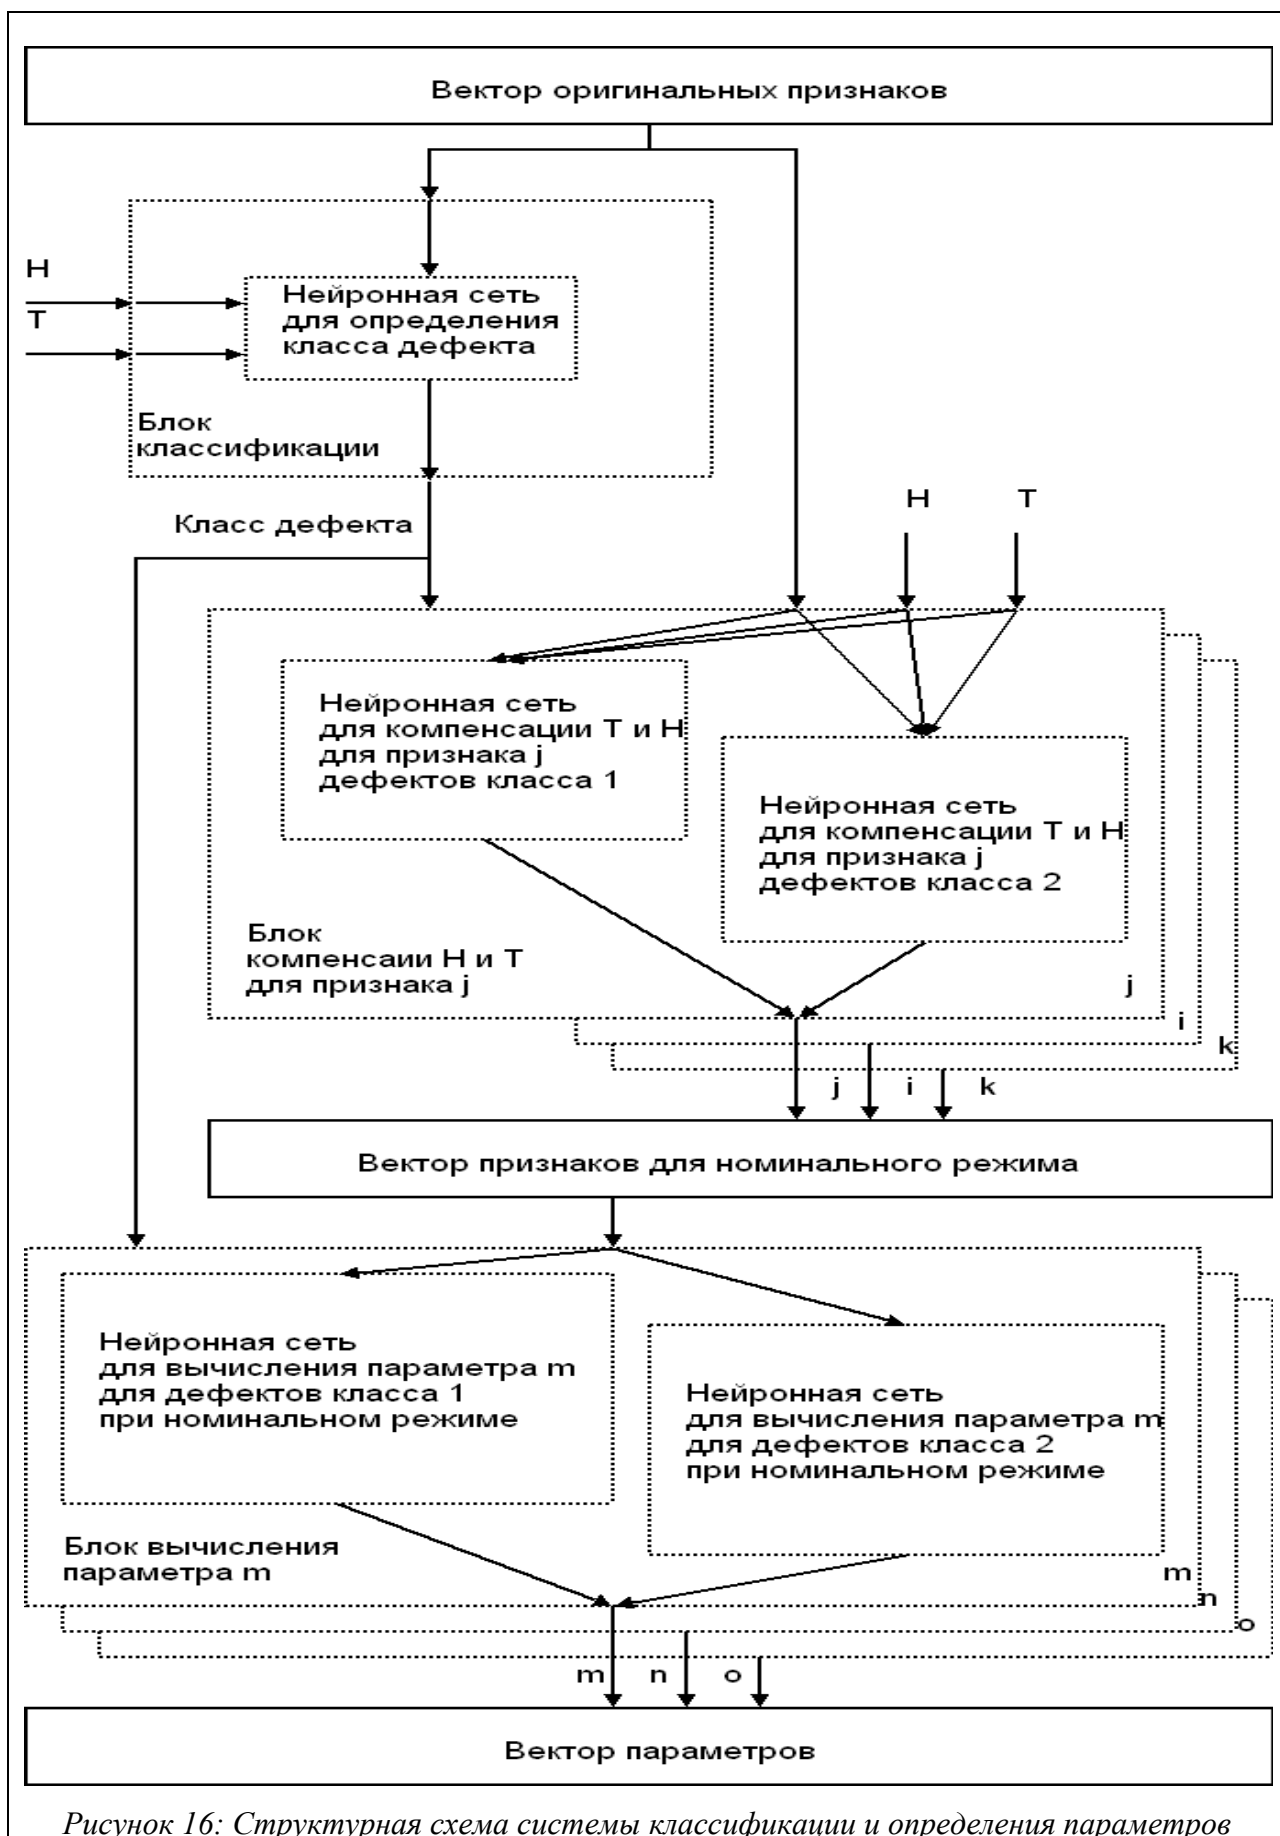 Вектор оригинальных признаков
H
T
Нейронная сеть
для определения
класса дефекта
Блок
классификации
Класс дефекта
H T
Нейронная сеть
для компенсации T и H
для признака j
дефектов класса 1
Нейронная сеть
для компенсации T и H
для признака j
дефектов класса 2
Блок
компенсаии H и T
для признака j
j
i
k
j i k
Вектор признаков для номинального режима
Нейронная сеть
для вычисления параметра m
для дефектов класса 1
при номинальном режиме
Нейронная сеть
для вычисления параметра m
для дефектов класса 2
при номинальном режиме
Блок вычисления
параметра m
m
n
o
m n o
Вектор параметров
Рисунок 16: Структурная схема системы классификации и определения параметров